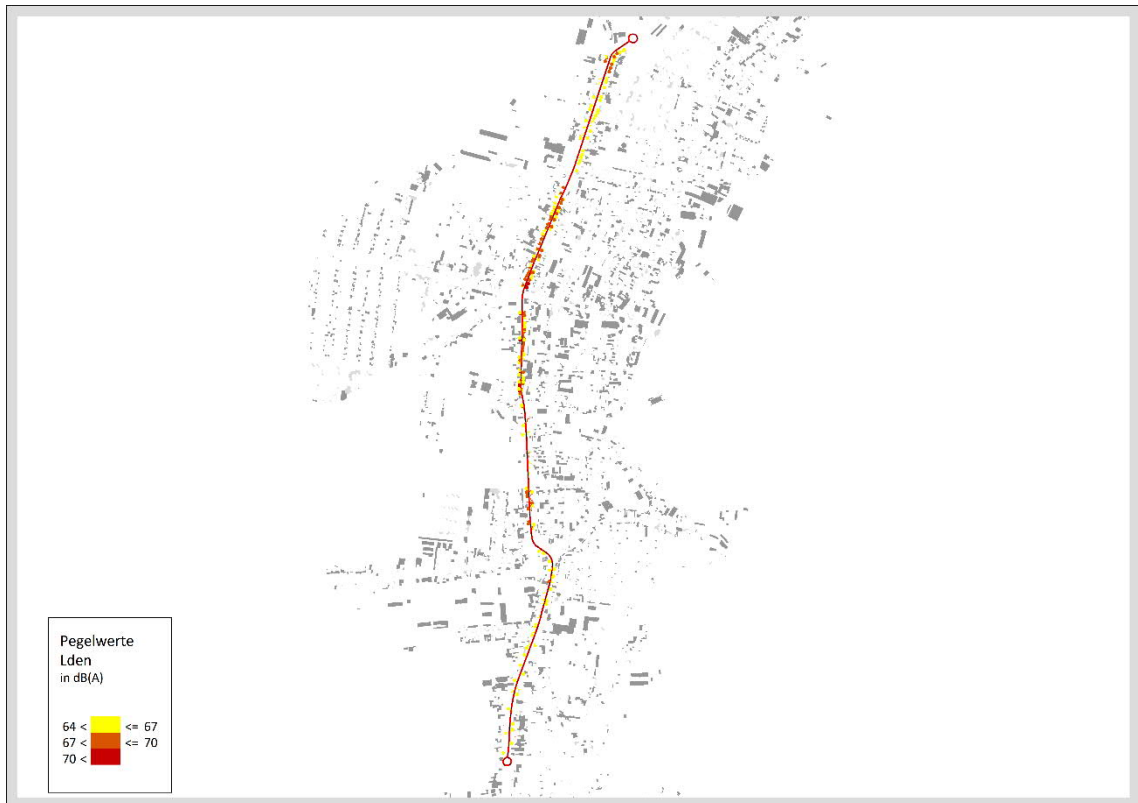 Pegelwerte
Lden
in dB(A)
64 < <= 67
67 < <= 70
70 <